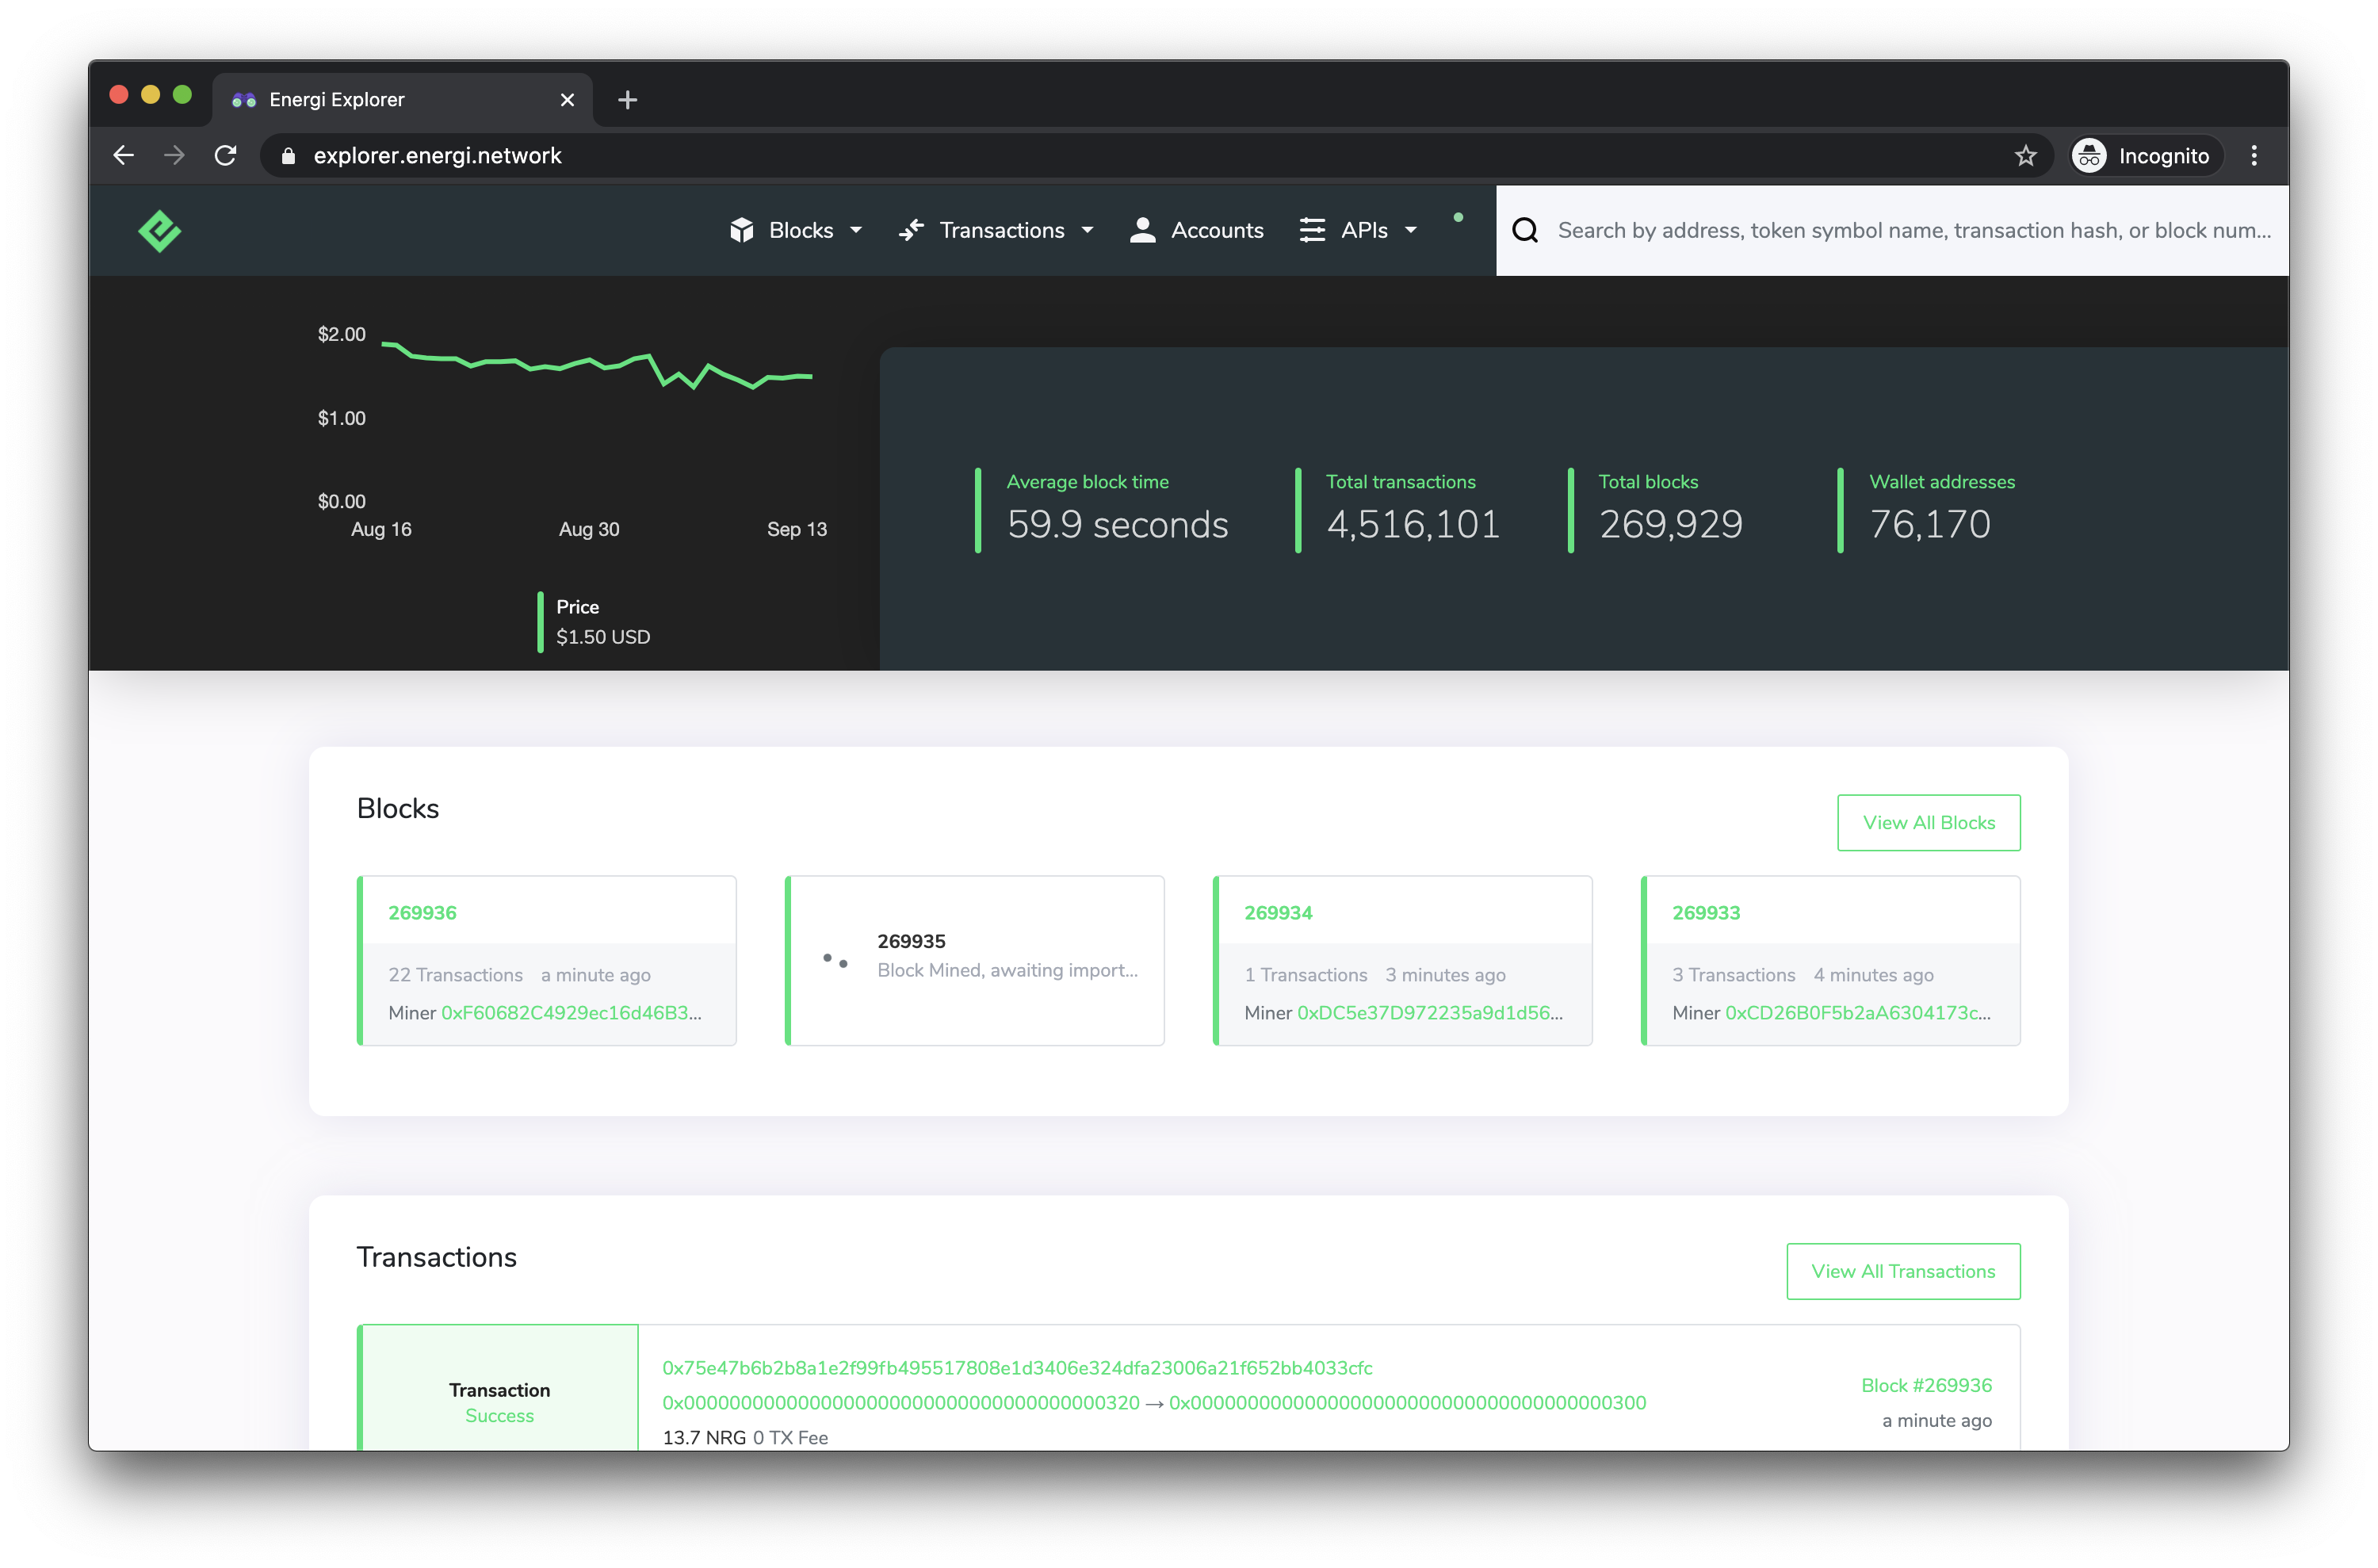 Energi Explorer
explorer.energi.network
Incognito
Blocks
Transactions
Accounts
APIs
Search by address, token symbol name, transaction hash, or block num...
$2.00
$1.00
$0.00
Aug 16
Aug 30
Sep 13
Price
$1.50 USD
Average block time
59.9 seconds
Total transactions
4,516,101
Total blocks
269,929
Wallet addresses
76,170
Blocks
View All Blocks
269936
22 Transactions a minute ago
Miner 0xF60682C4929ec16d46B3...
269935
Block Mined, awaiting import...
269934
1 Transactions 3 minutes ago
Miner 0xDC5e37D972235a9d1d56...
269933
3 Transactions 4 minutes ago
Miner 0xCD26B0F5b2aA6304173c...
Transactions
View All Transactions
Transaction
Success
0x75e47b6b2b8a1e2f99fb495517808e1d3406e324dfa23006a21f652bb4033cfc
0x0000000000000000000000000000000000000320 → 0x0000000000000000000000000000000000000300
13.7 NRG 0 TX Fee
Block #269936
a minute ago